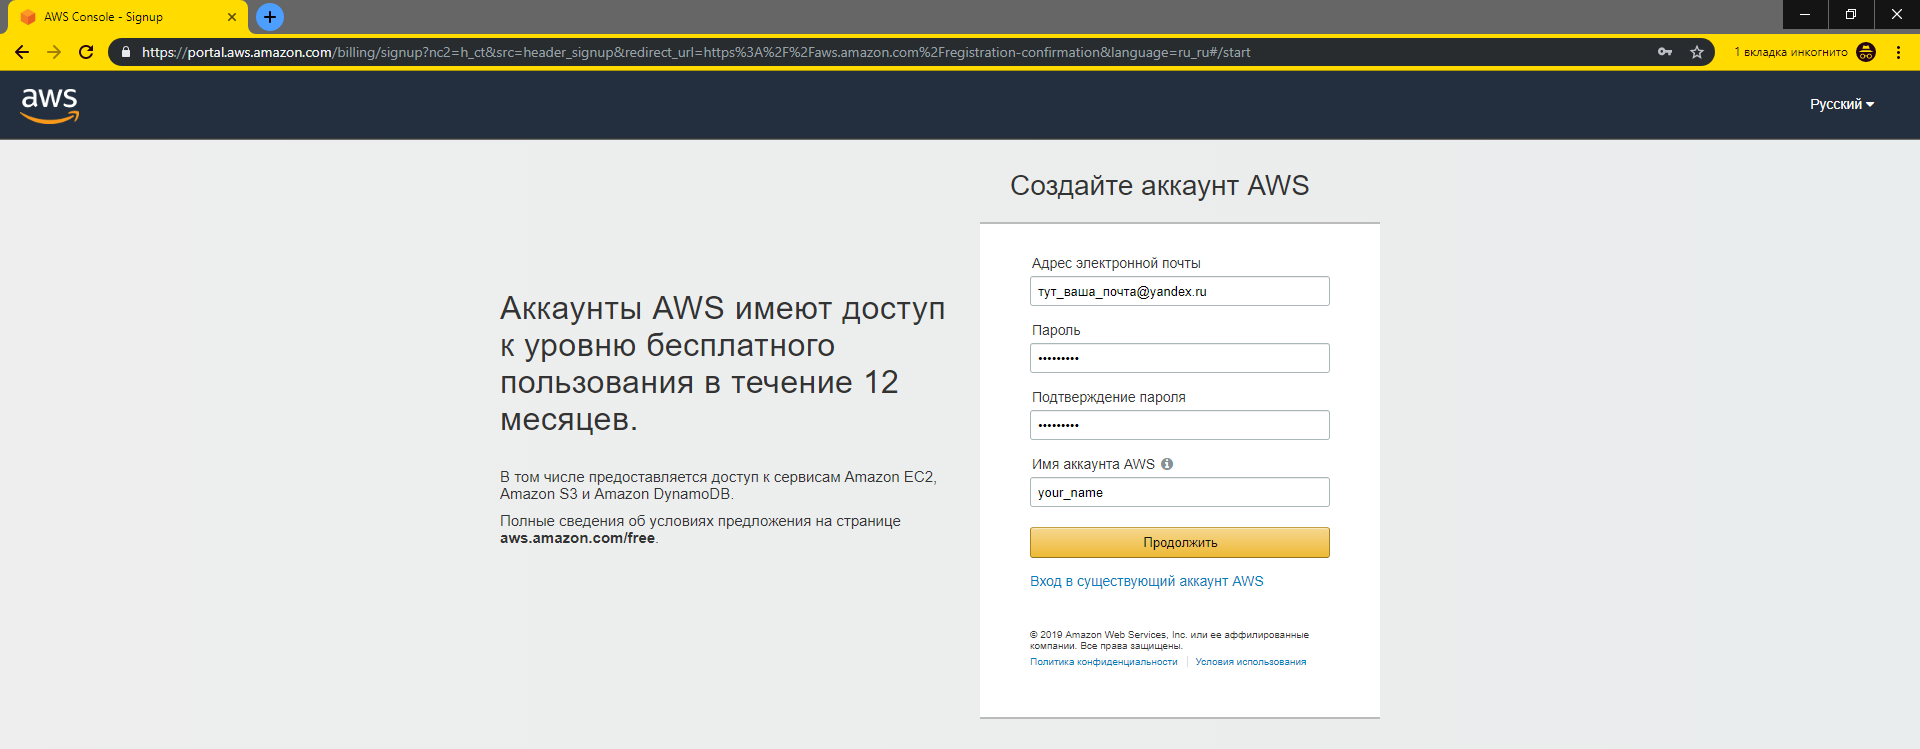 AWS Console - Signup
https://portal.aws.amazon.com/billing/signup?nc2=h_ct&src=header_signup&redirect_url=https%3A%2F%2Faws.amazon.com%2Fregistration-confirmation&language=ru_ru#/start
1 вкладка инкогнито
aws
Русский
Создайте аккаунт AWS
Аккаунты AWS имеют доступ
к уровню бесплатного
пользования в течение 12
месяцев.
В том числе предоставляется доступ к сервисам Amazon EC2,
Amazon S3 и Amazon DynamoDB.
Полные сведения об условиях предложения на странице
aws.amazon.com/free.
Адрес электронной почты
тут_ваша_почта@yandex.ru
Пароль
•••••••••
Подтверждение пароля
•••••••••
Имя аккаунта AWS
your_name
Продолжить
Вход в существующий аккаунт AWS
© 2019 Amazon Web Services, Inc. или ее аффилированные
компании. Все права защищены.
Политика конфиденциальности | Условия использования